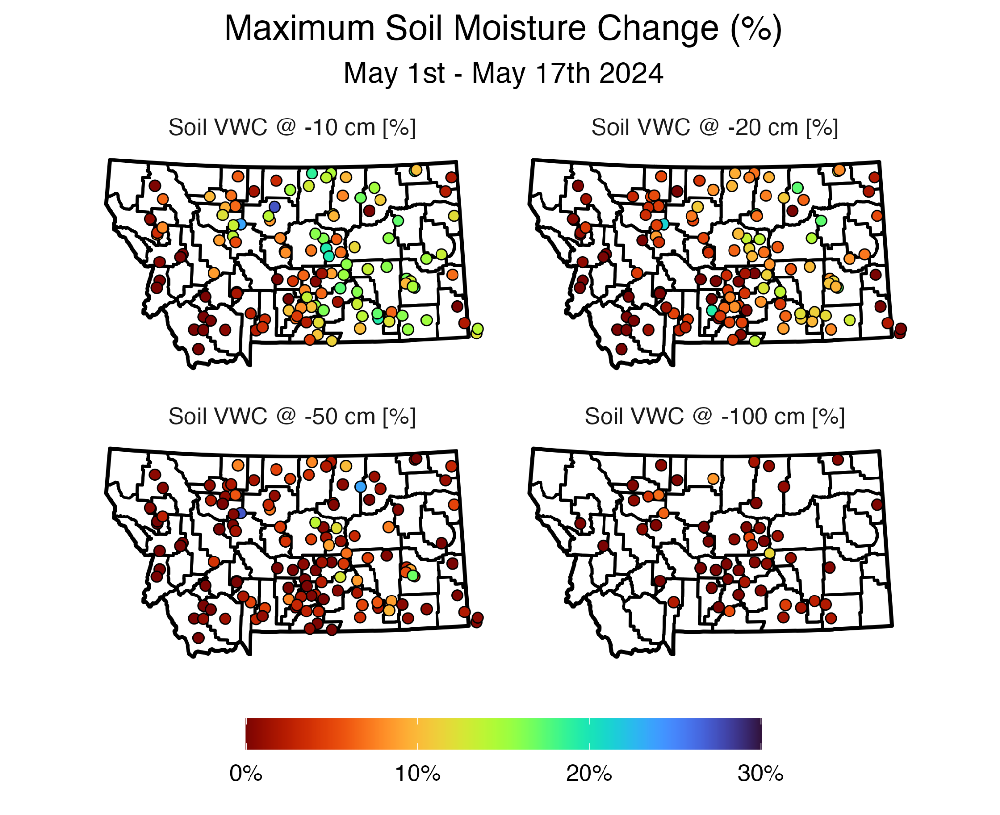 Maximum Soil Moisture Change (%)
May 1st - May 17th 2024
Soil VWC @ -10 cm [%]
Soil VWC @ -20 cm [%]
Soil VWC @ -50 cm [%]
Soil VWC @ -100 cm [%]
0% 10% 20% 30%